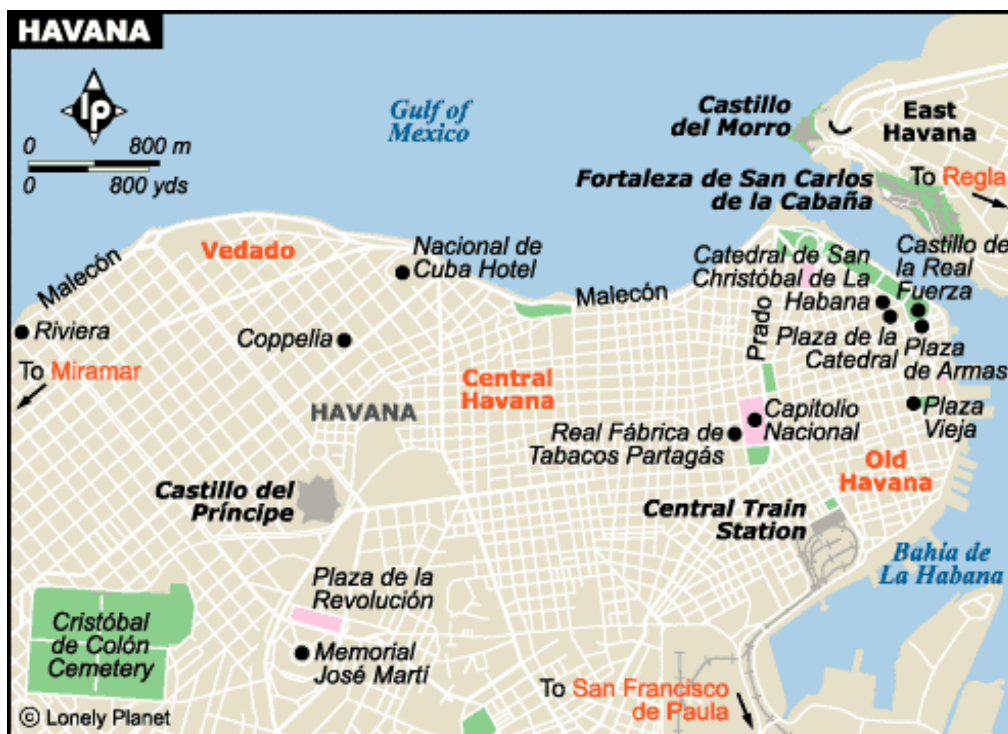 HAVANA
lp
0 800 m
0 800 yds
Gulf of
Mexico
Castillo
del Morro
East
Havana
To Regla
Fortaleza de San Carlos
de la Cabaña
Vedado
Malecón
Nacional de
Cuba Hotel
Malecón
Catedral de San
Christóbal de La
Habana
Castillo de
la Real
Fuerza
Prado
Plaza de la
Catedral
Plaza
de Armas
Riviera
To Miramar
Coppelia
Central
Havana
HAVANA
Capitolio
Nacional
Plaza
Vieja
Real Fábrica de
Tabacos Partagás
Old
Havana
Castillo del
Príncipe
Central Train
Station
Bahía de
La Habana
Plaza de la
Revolución
Cristóbal
de Colón
Cemetery
Memorial
José Martí
To San Francisco
de Paula
© Lonely Planet